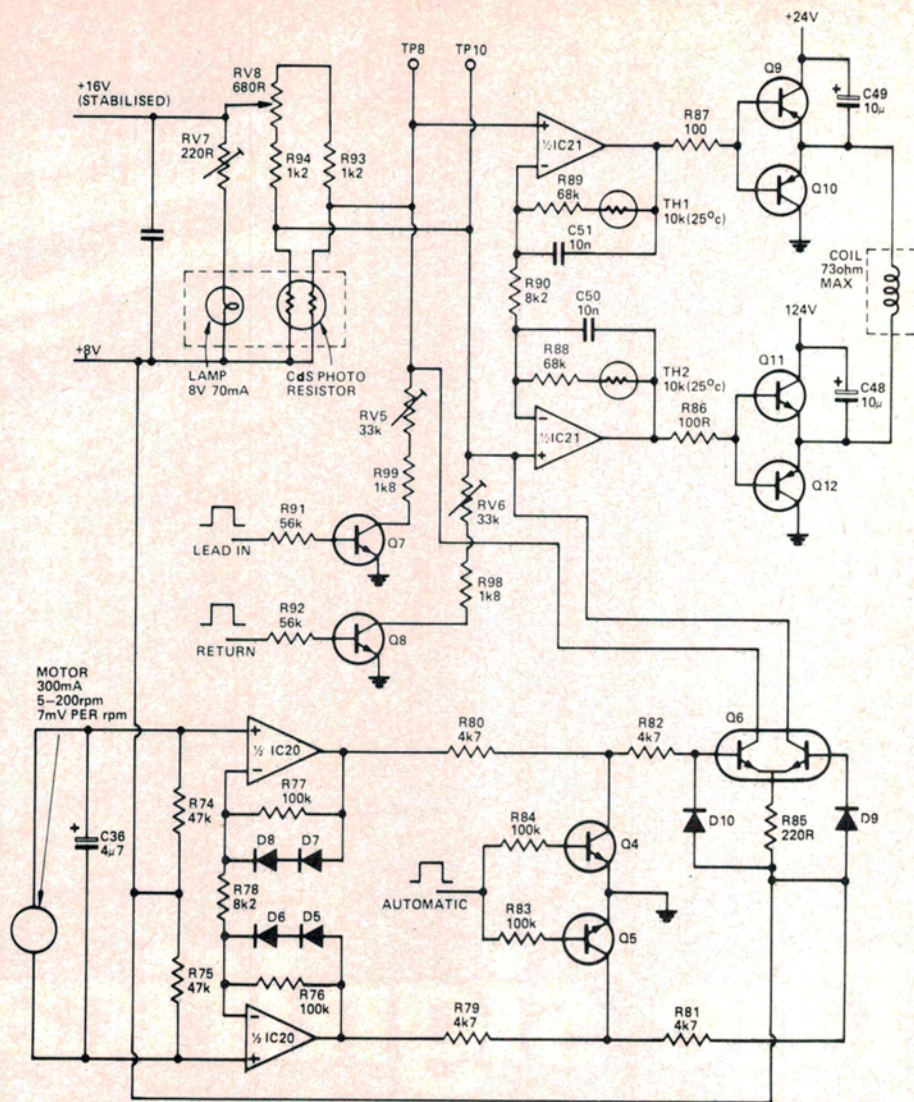 +24V
TP8 TP10
Q9
+16V
(STABILISED)
RV8
680R
+ C49
10µ
RV7
220R
R94
1k2
R93
1k2
+
½IC21
−
R87
100
Q10
R89
68k
TH1
10k(25°c)
C51
10n
COIL
73ohm
MAX
R90
8k2
C50
10n
124V
+8V
LAMP
8V 70mA
CdS PHOTO
RESISTOR
R88
68k
TH2
10k(25°c)
Q11
+ C48
10µ
RV5
33k
−
½IC21
+
R86
100R
Q12
R99
1k8
RV6
33k
R91
56k
LEAD IN
Q7
R98
1k8
R92
56k
RETURN
Q8
MOTOR
300mA
5–200rpm
7mV PER rpm
+
½ IC20
−
R80
4k7
R82
4k7
Q6
R77
100k
R74
47k
+ C36
4µ7
D8 D7
R84
100k
Q4
D10
R85
220R
D9
R78
8k2
AUTOMATIC
D6 D5
R83
100k
Q5
R75
47k
R76
100k
−
½ IC20
+
R79
4k7
R81
4k7